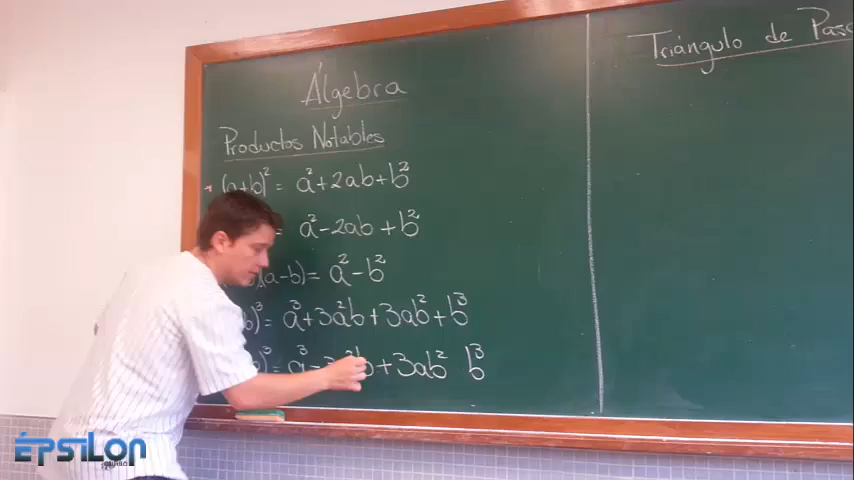 Álgebra
Productos Notables
(a+b)² = a²+2ab+b²
= a²-2ab+b²
(a-b)= a²-b²
b)³= a³+3a²b+3ab²+b³
b)³= a³-3a²b+3ab² b³
Triángulo de
ÉPSILON